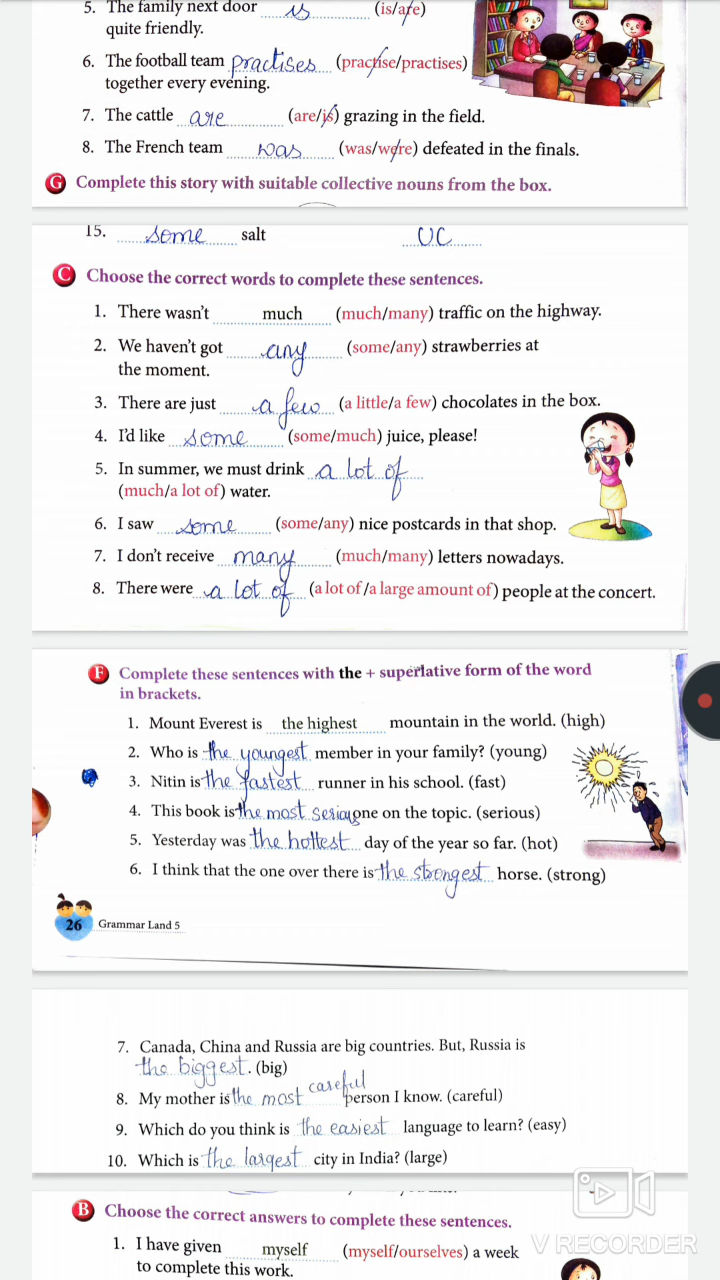 5. The family next door is (is/are)
quite friendly.
6. The football team practises (practise/practises)
together every evening.
7. The cattle are (are/is) grazing in the field.
8. The French team was (was/were) defeated in the finals.
G Complete this story with suitable collective nouns from the box.
15. some salt UC
C Choose the correct words to complete these sentences.
1. There wasn't much (much/many) traffic on the highway.
2. We haven't got any (some/any) strawberries at
the moment.
3. There are just a few (a little/a few) chocolates in the box.
4. I'd like some (some/much) juice, please!
5. In summer, we must drink a lot of
(much/a lot of) water.
6. I saw some (some/any) nice postcards in that shop.
7. I don't receive many (much/many) letters nowadays.
8. There were a lot of (a lot of/a large amount of) people at the concert.
F Complete these sentences with the + superlative form of the word
in brackets.
1. Mount Everest is the highest mountain in the world. (high)
2. Who is the youngest member in your family? (young)
3. Nitin is the fastest runner in his school. (fast)
4. This book is the most serious one on the topic. (serious)
5. Yesterday was the hottest day of the year so far. (hot)
6. I think that the one over there is the strongest horse. (strong)
26 Grammar Land 5
7. Canada, China and Russia are big countries. But, Russia is
the biggest. (big)
8. My mother is the most careful person I know. (careful)
9. Which do you think is the easiest language to learn? (easy)
10. Which is the largest city in India? (large)
B Choose the correct answers to complete these sentences.
1. I have given myself (myself/ourselves) a week
to complete this work.
V RECORDER